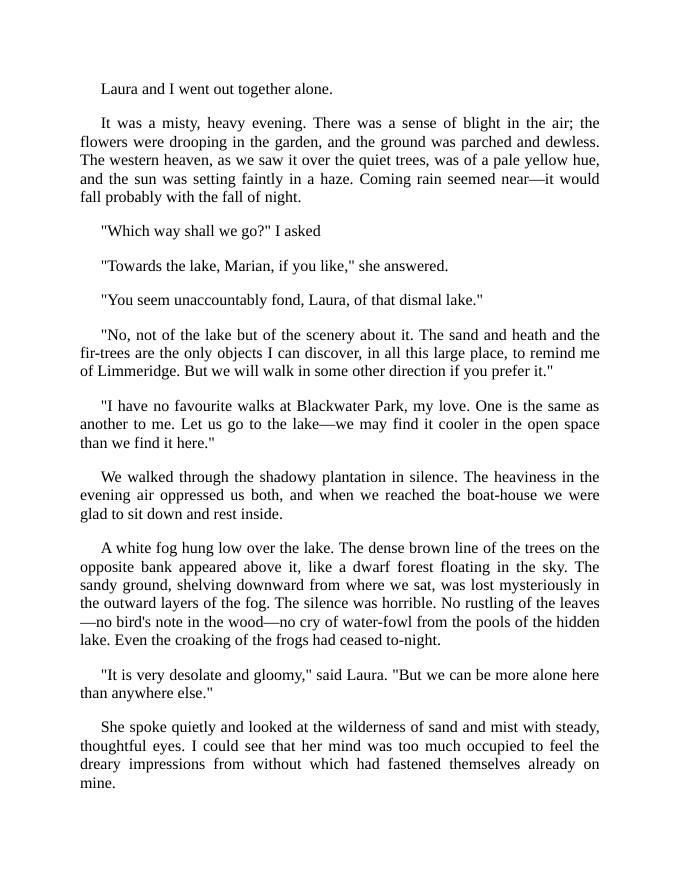 Laura and I went out together alone.
It was a misty, heavy evening. There was a sense of blight in the air; the
flowers were drooping in the garden, and the ground was parched and dewless.
The western heaven, as we saw it over the quiet trees, was of a pale yellow hue,
and the sun was setting faintly in a haze. Coming rain seemed near—it would
fall probably with the fall of night.
"Which way shall we go?" I asked
"Towards the lake, Marian, if you like," she answered.
"You seem unaccountably fond, Laura, of that dismal lake."
"No, not of the lake but of the scenery about it. The sand and heath and the
fir-trees are the only objects I can discover, in all this large place, to remind me
of Limmeridge. But we will walk in some other direction if you prefer it."
"I have no favourite walks at Blackwater Park, my love. One is the same as
another to me. Let us go to the lake—we may find it cooler in the open space
than we find it here."
We walked through the shadowy plantation in silence. The heaviness in the
evening air oppressed us both, and when we reached the boat-house we were
glad to sit down and rest inside.
A white fog hung low over the lake. The dense brown line of the trees on the
opposite bank appeared above it, like a dwarf forest floating in the sky. The
sandy ground, shelving downward from where we sat, was lost mysteriously in
the outward layers of the fog. The silence was horrible. No rustling of the leaves
—no bird's note in the wood—no cry of water-fowl from the pools of the hidden
lake. Even the croaking of the frogs had ceased to-night.
"It is very desolate and gloomy," said Laura. "But we can be more alone here
than anywhere else."
She spoke quietly and looked at the wilderness of sand and mist with steady,
thoughtful eyes. I could see that her mind was too much occupied to feel the
dreary impressions from without which had fastened themselves already on
mine.